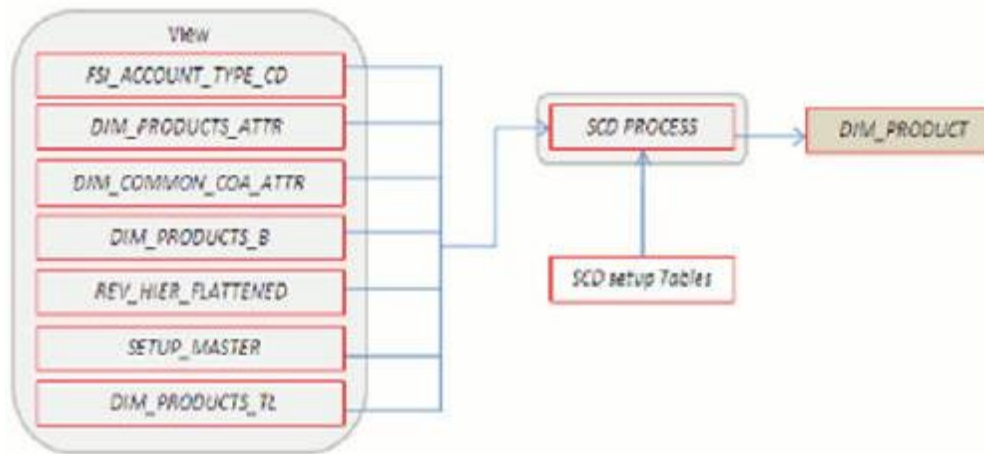 View
FSI_ACCOUNT_TYPE_CD
DIM_PRODUCTS_ATTR
DIM_COMMON_COA_ATTR
DIM_PRODUCTS_B
REV_HIER_FLATTENED
SETUP_MASTER
DIM_PRODUCTS_TL
SCD PROCESS
SCD setup Tables
DIM_PRODUCT